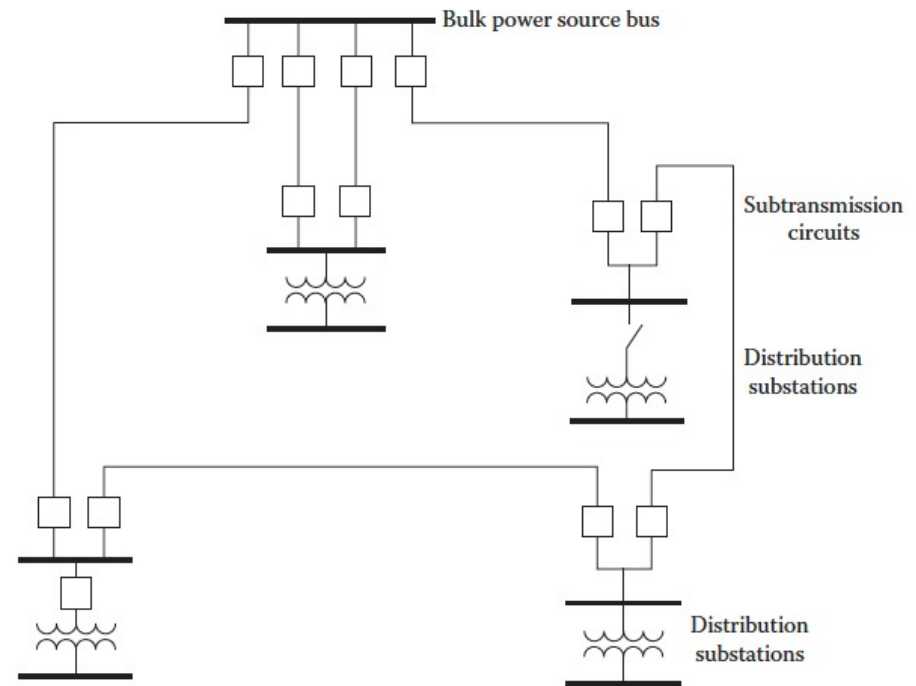 Bulk power source bus
Subtransmission
circuits
Distribution
substations
Distribution
substations